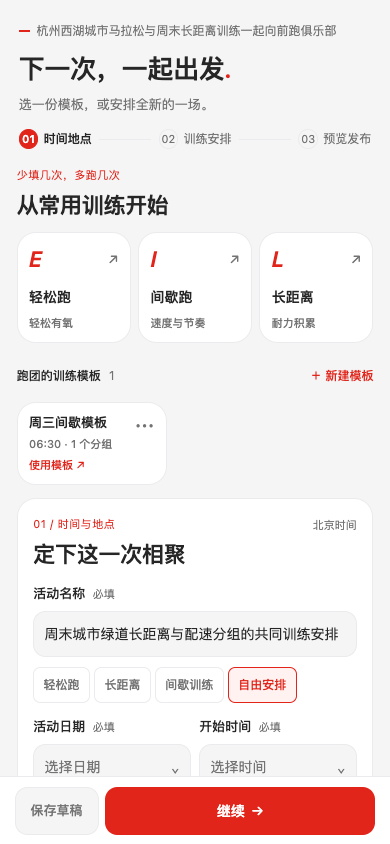 杭州西湖城市马拉松与周末长距离训练一起向前跑俱乐部
下一次，一起出发.
选一份模板，或安排全新的一场。
01 时间地点 02 训练安排 03 预览发布
少填几次，多跑几次
从常用训练开始
E ↗ I ↗ L ↗
轻松跑 间歇跑 长距离
轻松有氧 速度与节奏 耐力积累
跑团的训练模板 1 + 新建模板
周三间歇模板 •••
06:30 · 1 个分组
使用模板 ↗
01 / 时间与地点 北京时间
定下这一次相聚
活动名称 必填
周末城市绿道长距离与配速分组的共同训练安排
轻松跑 长距离 间歇训练 自由安排
活动日期 必填 开始时间 必填
选择日期 选择时间
保存草稿 继续 →